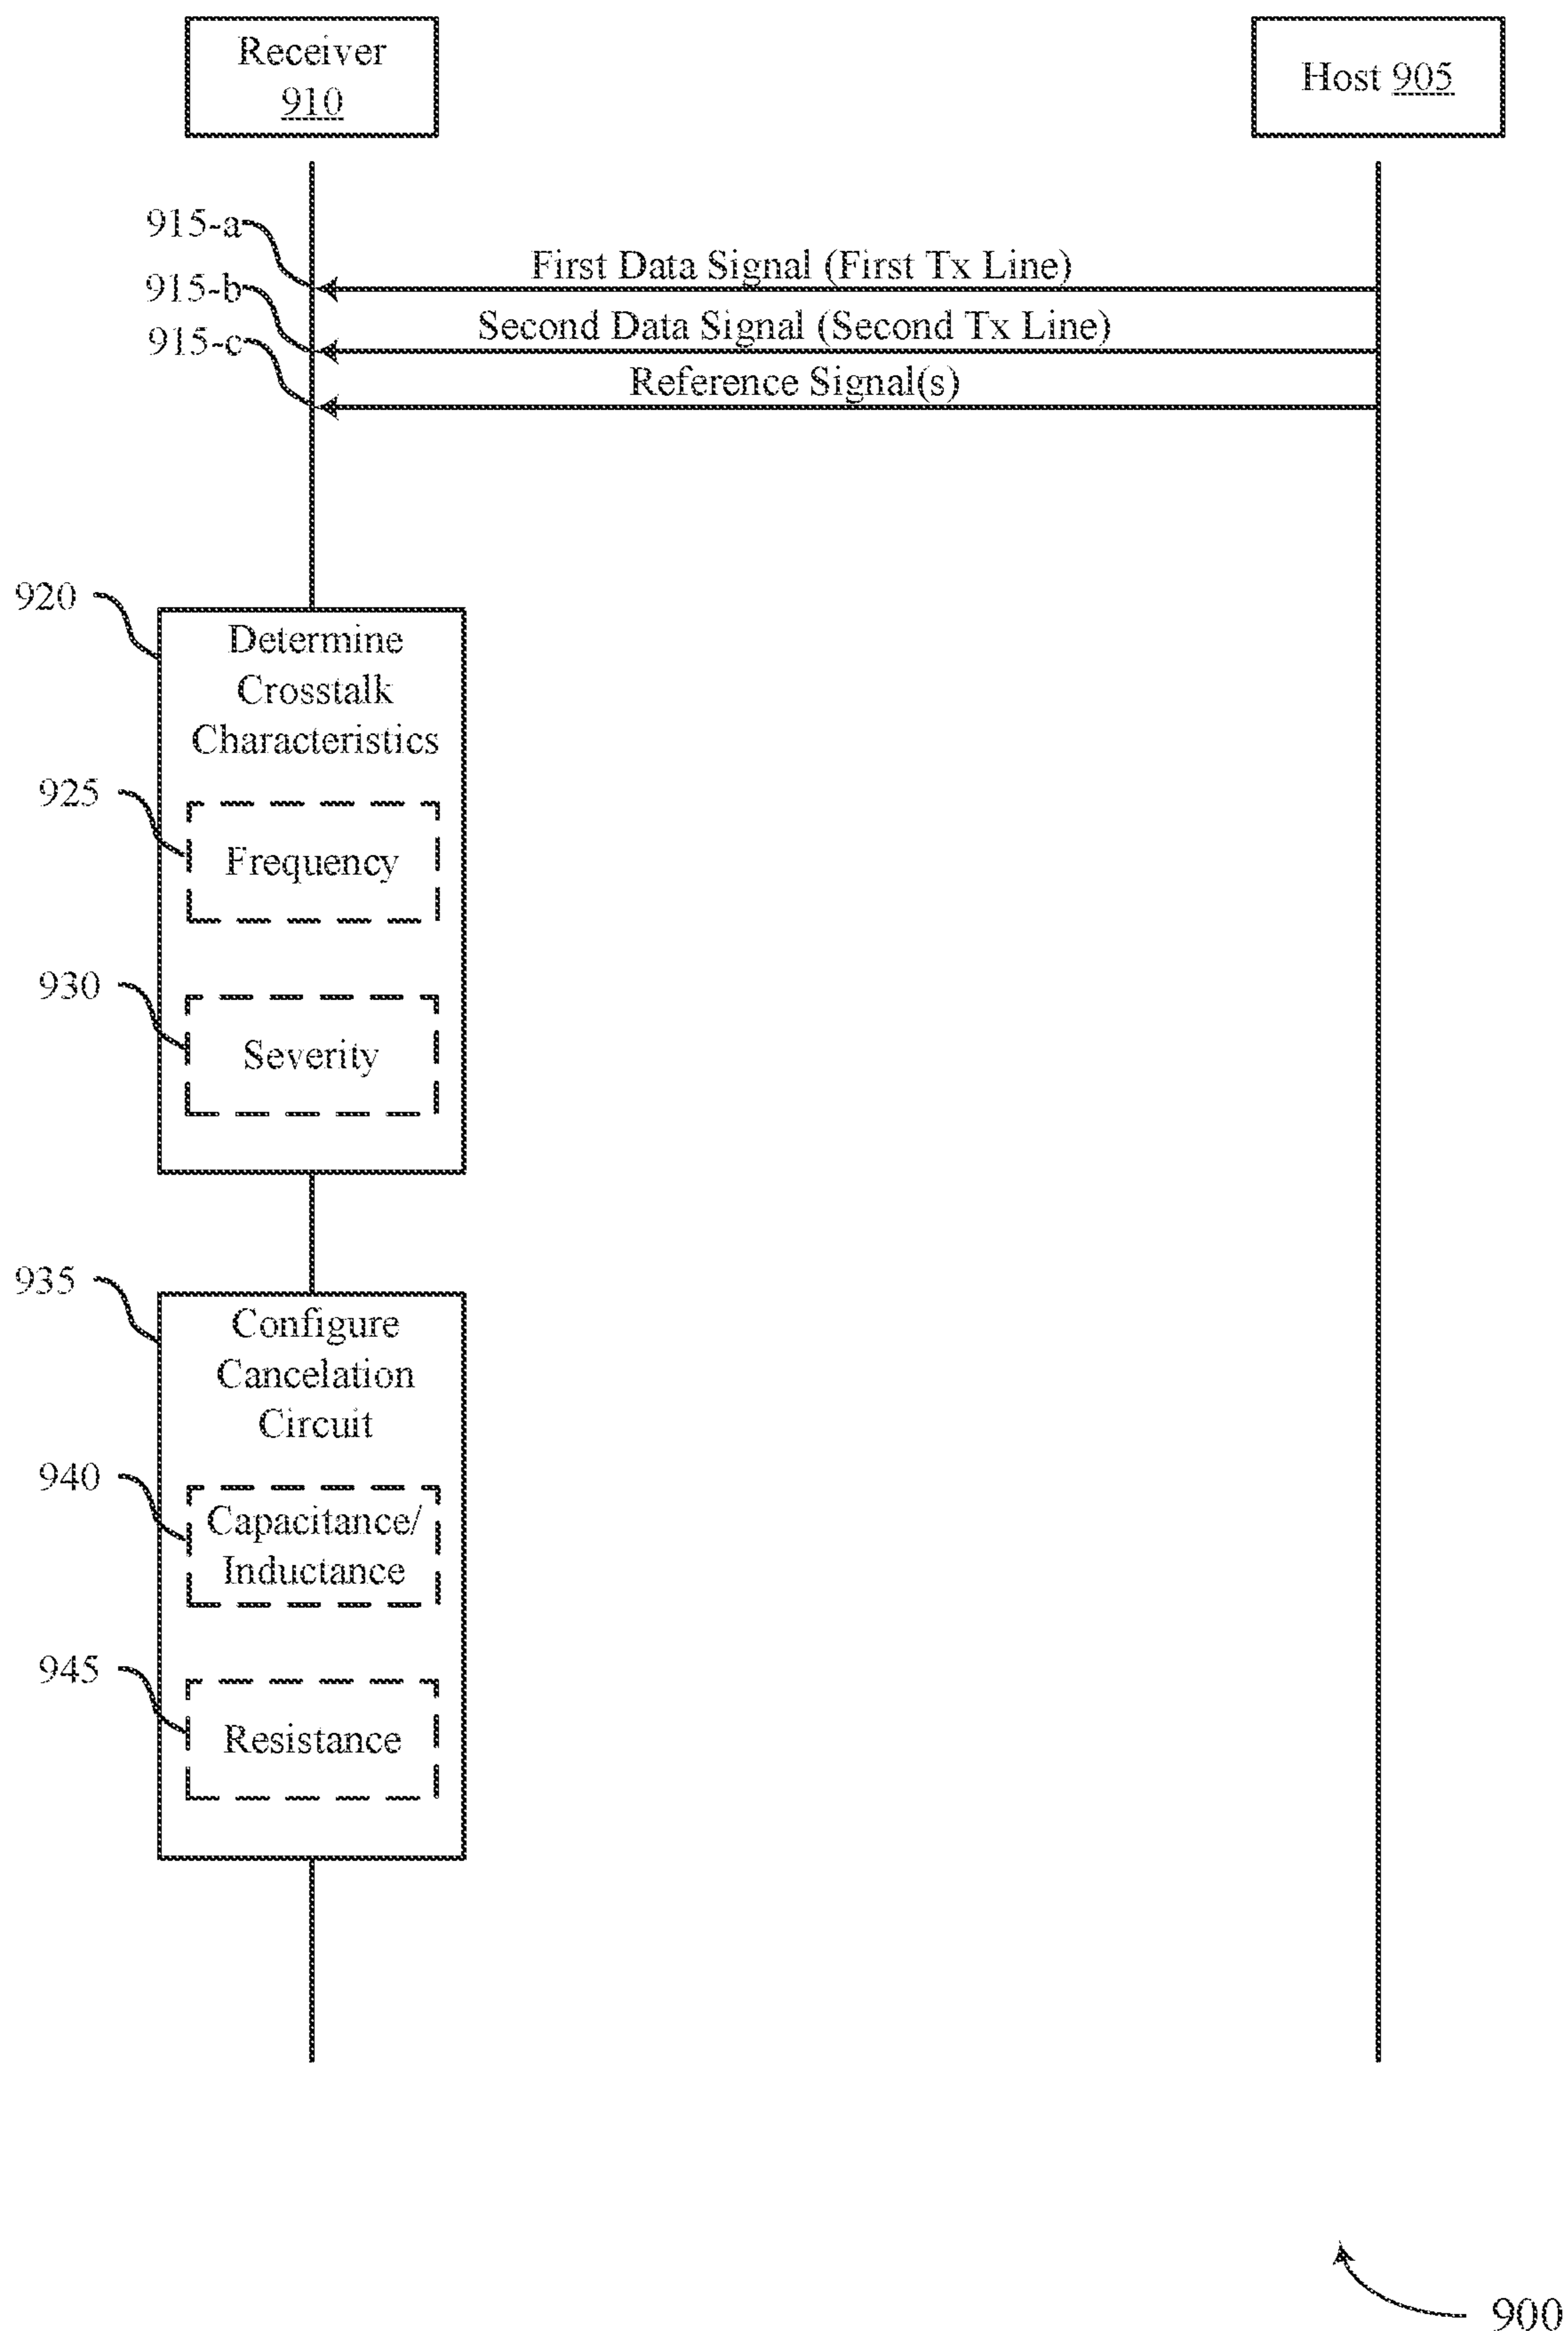 Receiver
910
Host 905
915-a
First Data Signal (First Tx Line)
915-b
Second Data Signal (Second Tx Line)
915-c
Reference Signal(s)
920
Determine
Crosstalk
Characteristics
925
Frequency
930
Severity
935
Configure
Cancelation
Circuit
940
Capacitance/
Inductance
945
Resistance
900